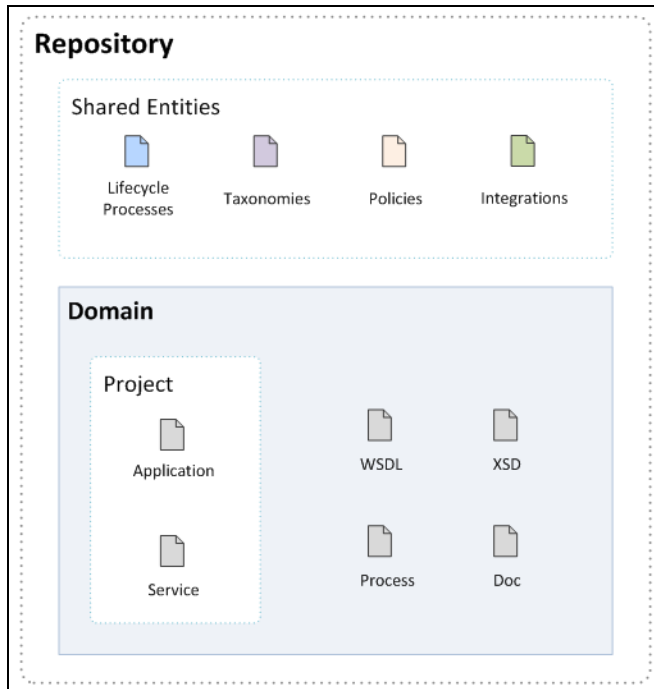 Repository
Shared Entities
Lifecycle
Processes
Taxonomies
Policies
Integrations
Domain
Project
Application
WSDL
XSD
Service
Process
Doc